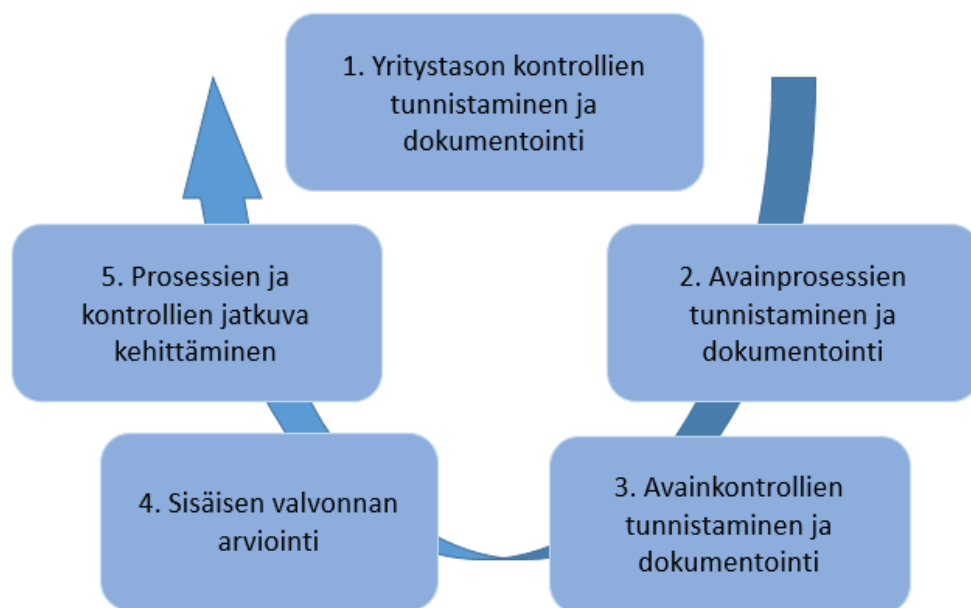 1. Yritystason kontrollien
tunnistaminen ja
dokumentointi
2. Avainprosessien
tunnistaminen ja
dokumentointi
3. Avainkontrollien
tunnistaminen ja
dokumentointi
4. Sisäisen valvonnan
arviointi
5. Prosessien ja
kontrollien jatkuva
kehittäminen